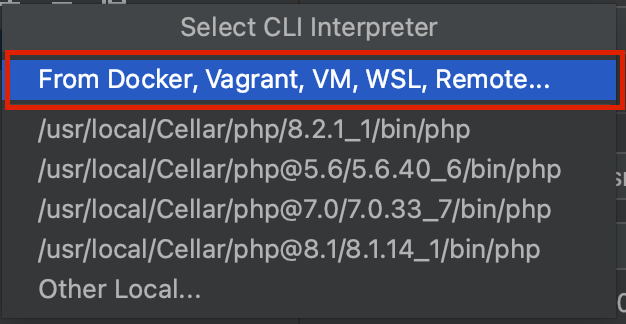 Select CLI Interpreter
From Docker, Vagrant, VM, WSL, Remote...
/usr/local/Cellar/php/8.2.1_1/bin/php
/usr/local/Cellar/php@5.6/5.6.40_6/bin/php
/usr/local/Cellar/php@7.0/7.0.33_7/bin/php
/usr/local/Cellar/php@8.1/8.1.14_1/bin/php
Other Local...